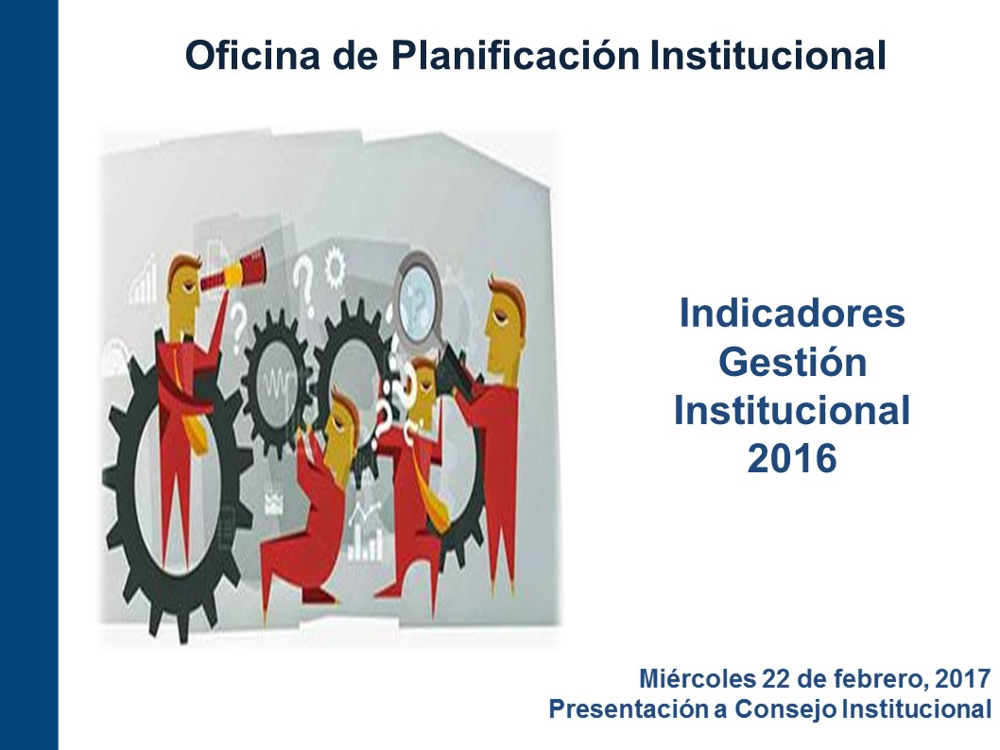 Oficina de Planificación Institucional
Indicadores
Gestión
Institucional
2016
Miércoles 22 de febrero, 2017
Presentación a Consejo Institucional